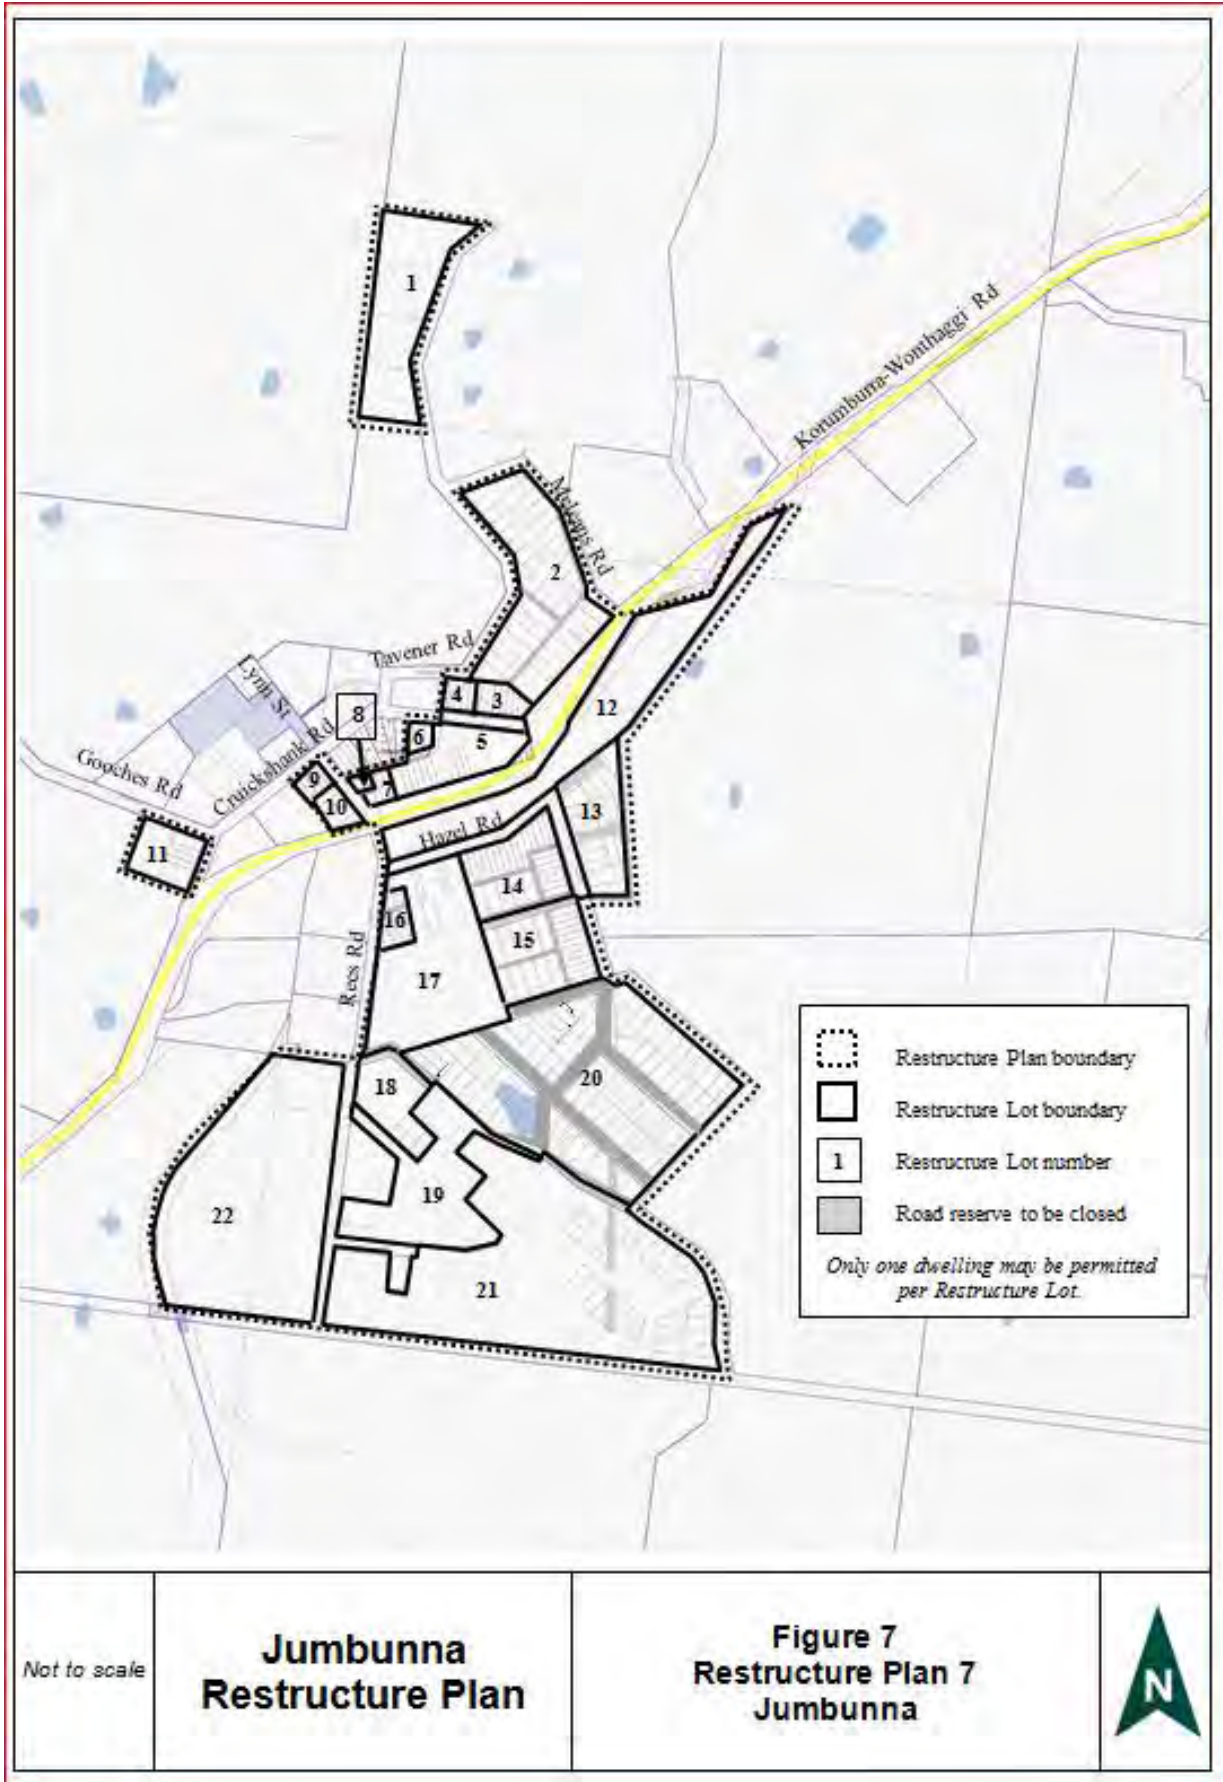 1
Korumburra-Wonthaggi Rd
McLeans Rd
2
Tavener Rd
Lynn St
4
3
12
8
6
5
Gooches Rd
Cruickshank Rd
9
7
10
13
Hazel Rd
11
14
16
15
17
Rees Rd
18
20
19
22
21
Restructure Plan boundary
Restructure Lot boundary
1
Restructure Lot number
Road reserve to be closed
Only one dwelling may be permitted
per Restructure Lot.
Not to scale
Jumbunna
Restructure Plan
Figure 7
Restructure Plan 7
Jumbunna
N